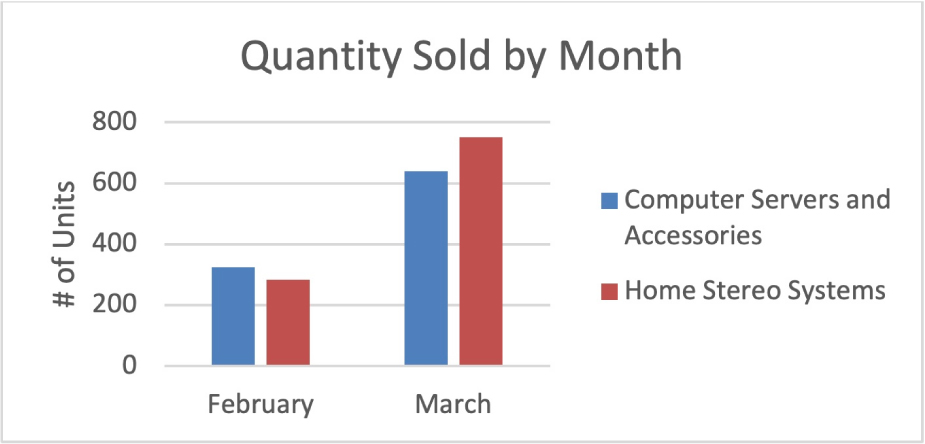 Quantity Sold by Month
800
600
400
200
0
# of Units
February
March
Computer Servers and
Accessories
Home Stereo Systems